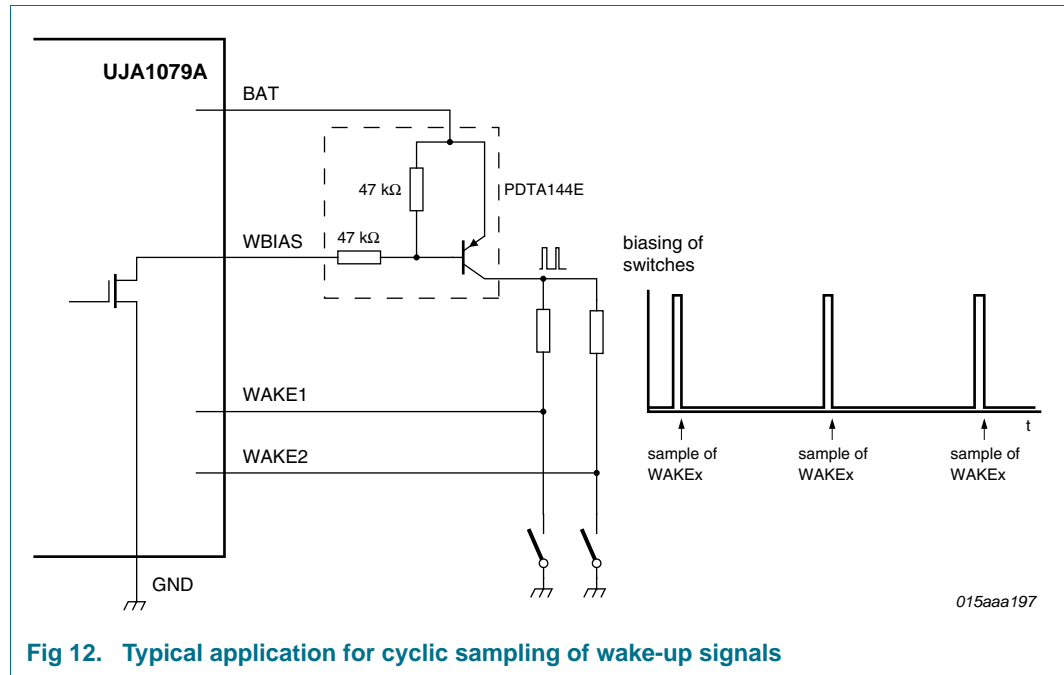 UJA1079A
BAT
47 kΩ
PDTA144E
WBIAS
47 kΩ
biasing of
switches
WAKE1
t
sample of
WAKEx
sample of
WAKEx
sample of
WAKEx
WAKE2
GND
015aaa197
Fig 12. Typical application for cyclic sampling of wake-up signals